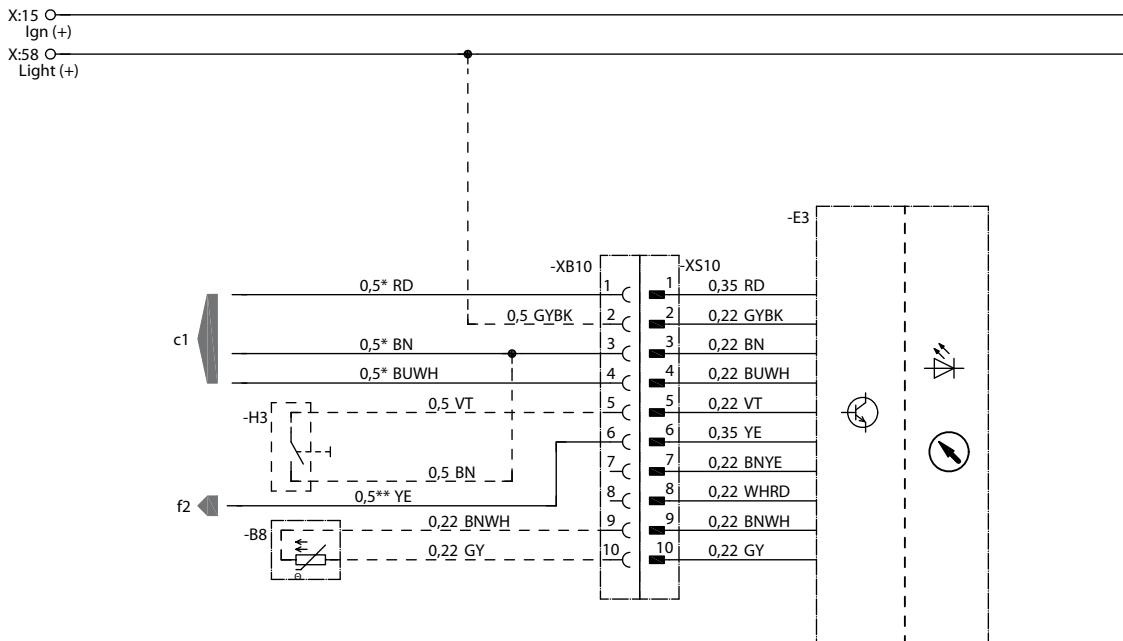 X:15
Ign (+)
X:58
Light (+)
-E3
-XB10 -XS10
0,5* RD 1 1 0,35 RD
0,5 GYBK 2 2 0,22 GYBK
c1
0,5* BN 3 3 0,22 BN
0,5* BUWH 4 4 0,22 BUWH
-H3 0,5 VT 5 5 0,22 VT
6 6 0,35 YE
0,5 BN 7 7 0,22 BNYE
f2 0,5** YE 8 8 0,22 WHRD
-B8 0,22 BNWH 9 9 0,22 BNWH
0,22 GY 10 10 0,22 GY
Θ